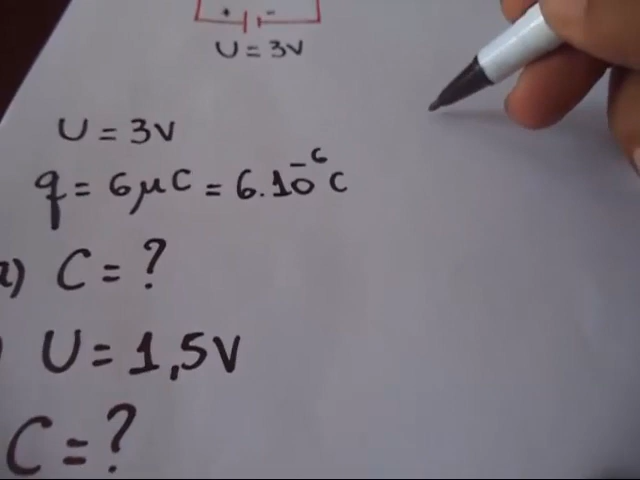 + -
U = 3V
U = 3V
q = 6μC = 6.10⁻⁶C
a) C = ?
) U = 1,5V
C = ?